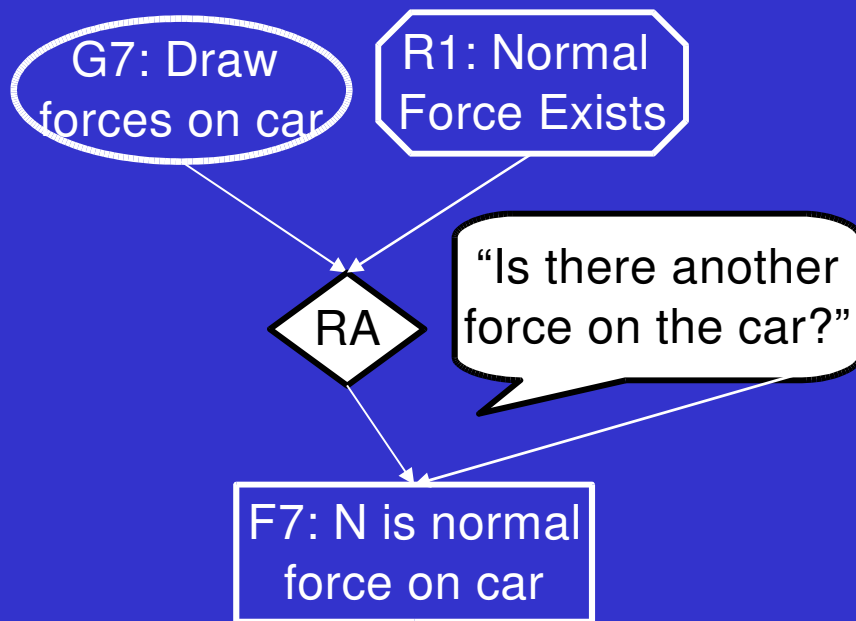 G7: Draw
forces on car
R1: Normal
Force Exists
“Is there another
force on the car?”
RA
F7: N is normal
force on car